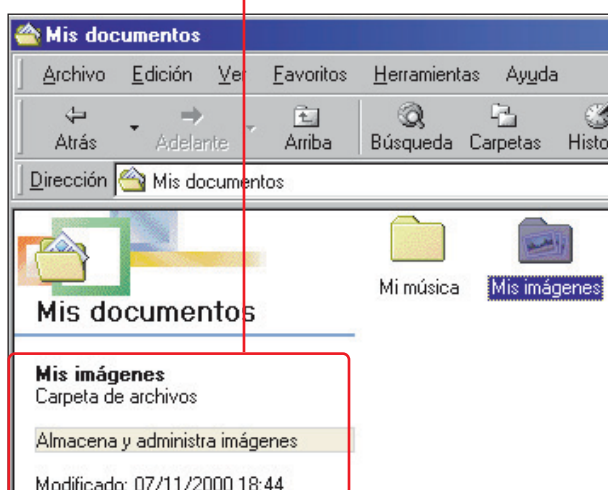 Mis documentos
Archivo Edición Ver Favoritos Herramientas Ayuda
Atrás Adelante Arriba Búsqueda Carpetas Histo
Dirección Mis documentos
Mi música Mis imágenes
Mis documentos
Mis imágenes
Carpeta de archivos
Almacena y administra imágenes
Modificado: 07/11/2000 18:44